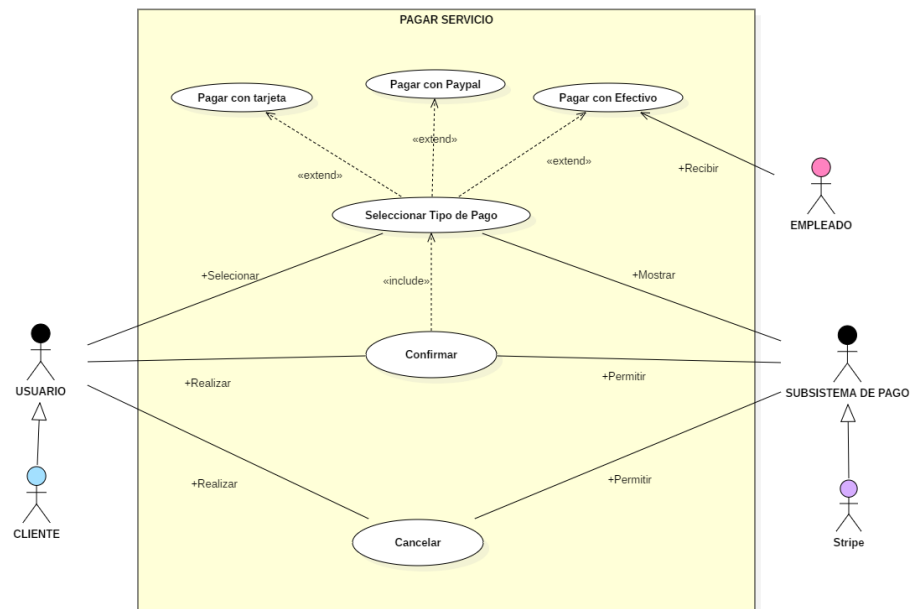 PAGAR SERVICIO
Pagar con tarjeta
Pagar con Paypal
Pagar con Efectivo
«extend»
«extend»
«extend»
+Recibir
EMPLEADO
Seleccionar Tipo de Pago
+Selecionar
«include»
+Mostrar
USUARIO
Confirmar
SUBSISTEMA DE PAGO
+Realizar
+Permitir
+Realizar
+Permitir
CLIENTE
Cancelar
Stripe